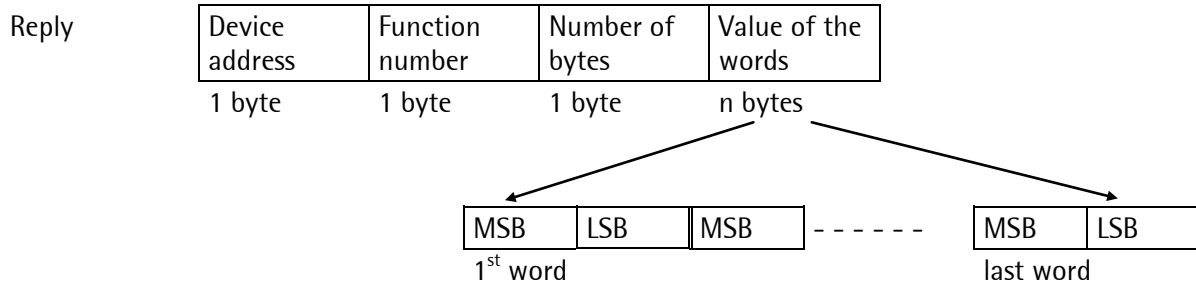 Reply
Device address
Function number
Number of bytes
Value of the words
1 byte
1 byte
1 byte
n bytes
MSB
LSB
MSB
- - - - - -
MSB
LSB
1st word
last word